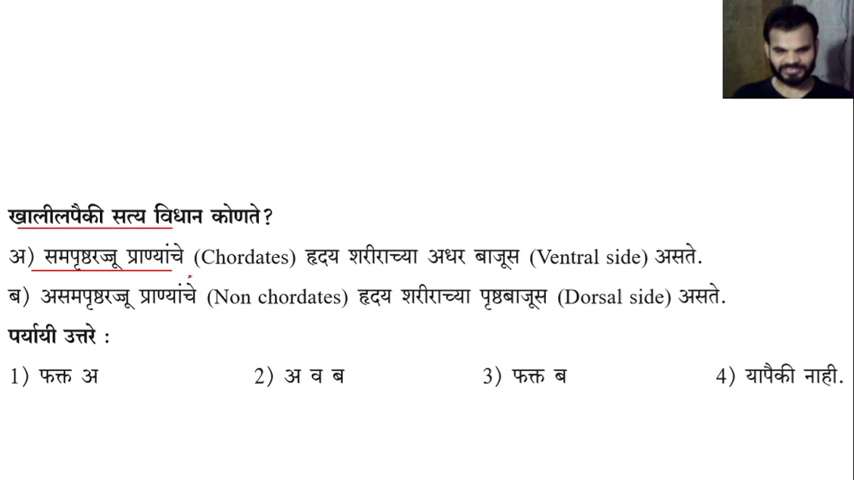 खालीलपैकी सत्य विधान कोणते?
अ) समपृष्ठरज्जू प्राण्यांचे (Chordates) हृदय शरीराच्या अधर बाजूस (Ventral side) असते.
ब) असमपृष्ठरज्जू प्राण्यांचे (Non chordates) हृदय शरीराच्या पृष्ठबाजूस (Dorsal side) असते.
पर्यायी उत्तरे :
1) फक्त अ 2) अ व ब 3) फक्त ब 4) यापैकी नाही.